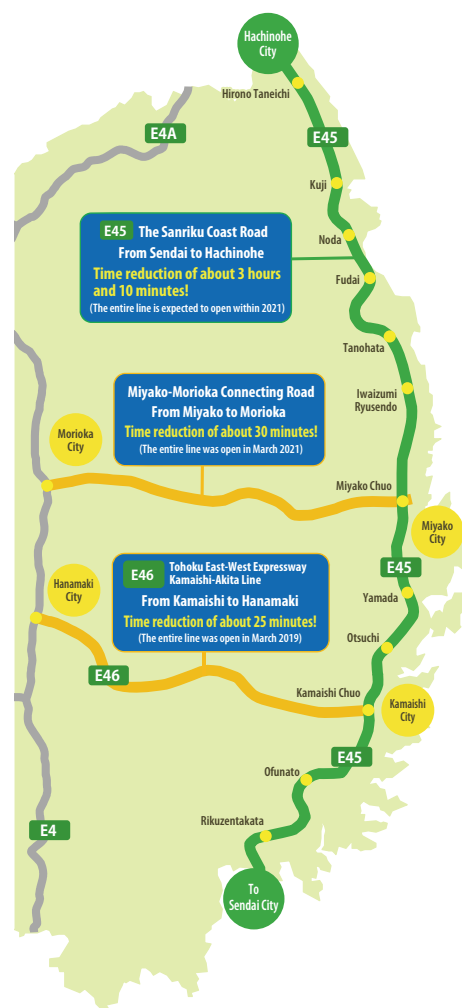 Hachinohe
City
Hirono Taneichi
E4A
E45
Kuji
E45 The Sanriku Coast Road
From Sendai to Hachinohe
Time reduction of about 3 hours
and 10 minutes!
(The entire line is expected to open within 2021)
Noda
Fudai
Tanohata
Iwaizumi
Ryusendo
Miyako-Morioka Connecting Road
From Miyako to Morioka
Time reduction of about 30 minutes!
(The entire line was open in March 2021)
Morioka
City
Miyako Chuo
Miyako
City
E46 Tohoku East-West Expressway
Kamaishi-Akita Line
From Kamaishi to Hanamaki
Time reduction of about 25 minutes!
(The entire line was open in March 2019)
Hanamaki
City
E45
Yamada
Otsuchi
E46
Kamaishi Chuo
Kamaishi
City
E45
Ofunato
Rikuzentakata
E4
To
Sendai City